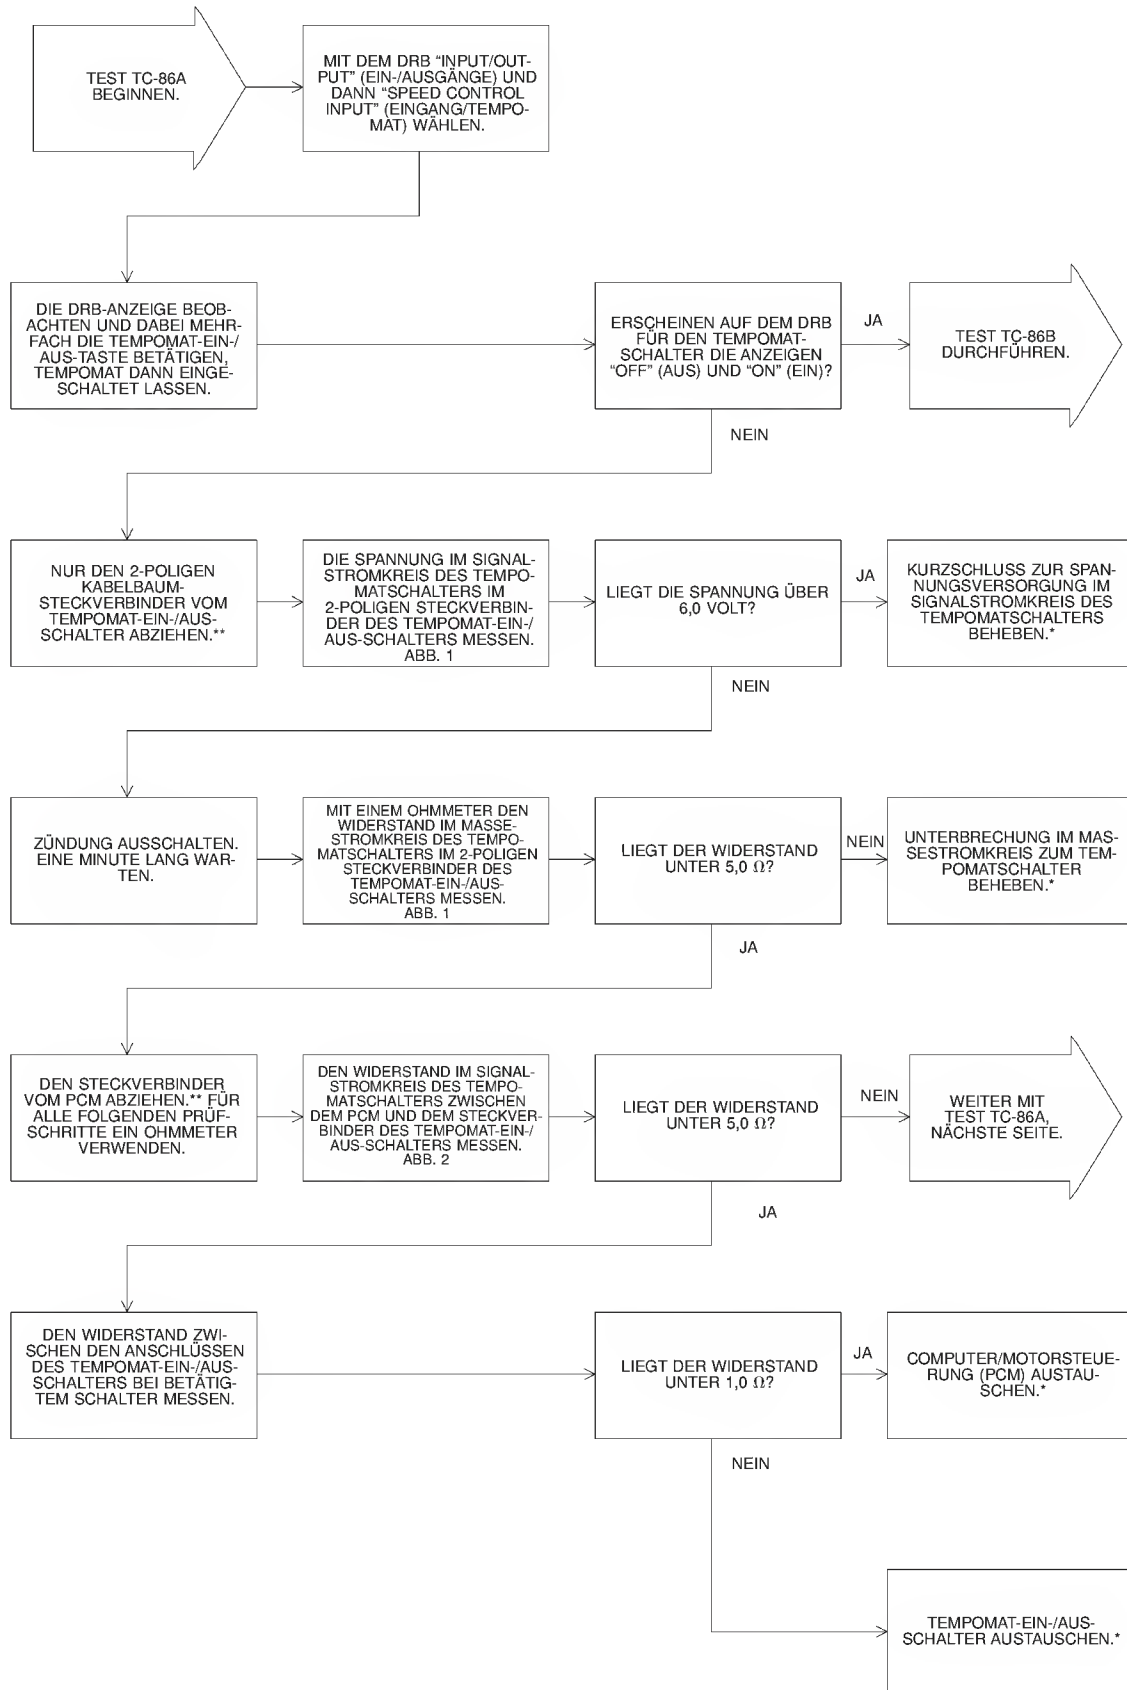 TEST TC-86A
BEGINNEN.
MIT DEM DRB “INPUT/OUT-
PUT” (EIN-/AUSGÄNGE) UND
DANN “SPEED CONTROL
INPUT” (EINGANG/TEMPO-
MAT) WÄHLEN.
DIE DRB-ANZEIGE BEOB-
ACHTEN UND DABEI MEHR-
FACH DIE TEMPOMAT-EIN-/
AUS-TASTE BETÄTIGEN,
TEMPOMAT DANN EINGE-
SCHALTET LASSEN.
ERSCHEINEN AUF DEM DRB
FÜR DEN TEMPOMAT-
SCHALTER DIE ANZEIGEN
“OFF” (AUS) UND “ON” (EIN)?
JA
TEST TC-86B
DURCHFÜHREN.
NEIN
NUR DEN 2-POLIGEN
KABELBAUM-
STECKVERBINDER VOM
TEMPOMAT-EIN-/AUS-
SCHALTER ABZIEHEN.**
DIE SPANNUNG IM SIGNAL-
STROMKREIS DES TEMPO-
MATSCHALTERS IM
2-POLIGEN STECKVERBIN-
DER DES TEMPOMAT-EIN-/
AUS-SCHALTERS MESSEN.
ABB. 1
LIEGT DIE SPANNUNG ÜBER
6,0 VOLT?
JA
KURZSCHLUSS ZUR SPAN-
NUNGSVERSORGUNG IM
SIGNALSTROMKREIS DES
TEMPOMATSCHALTERS
BEHEBEN.*
NEIN
ZÜNDUNG AUSSCHALTEN.
EINE MINUTE LANG WAR-
TEN.
MIT EINEM OHMMETER DEN
WIDERSTAND IM MASSE-
STROMKREIS DES TEMPO-
MATSCHALTERS IM 2-POLIGEN
STECKVERBINDER DES
TEMPOMAT-EIN-/AUS-
SCHALTERS MESSEN.
ABB. 1
LIEGT DER WIDERSTAND
UNTER 5,0 Ω?
NEIN
UNTERBRECHUNG IM MAS-
SESTROMKREIS ZUM TEM-
POMATSCHALTER
BEHEBEN.*
JA
DEN STECKVERBINDER
VOM PCM ABZIEHEN.** FÜR
ALLE FOLGENDEN PRÜF-
SCHRITTE EIN OHMMETER
VERWENDEN.
DEN WIDERSTAND IM SIGNAL-
STROMKREIS DES TEMPO-
MATSCHALTERS ZWISCHEN
DEM PCM UND DEM STECKVER-
BINDER DES TEMPOMAT-EIN-/
AUS-SCHALTERS MESSEN.
ABB. 2
LIEGT DER WIDERSTAND
UNTER 5,0 Ω?
NEIN
WEITER MIT
TEST TC-86A,
NÄCHSTE SEITE.
JA
DEN WIDERSTAND ZWI-
SCHEN DEN ANSCHLÜSSEN
DES TEMPOMAT-EIN-/AUS-
SCHALTERS BEI BETÄTIG-
TEM SCHALTER MESSEN.
LIEGT DER WIDERSTAND
UNTER 1,0 Ω?
JA
COMPUTER/MOTORSTEUE-
RUNG (PCM) AUSTAU-
SCHEN.*
NEIN
TEMPOMAT-EIN-/AUS-
SCHALTER AUSTAUSCHEN.*